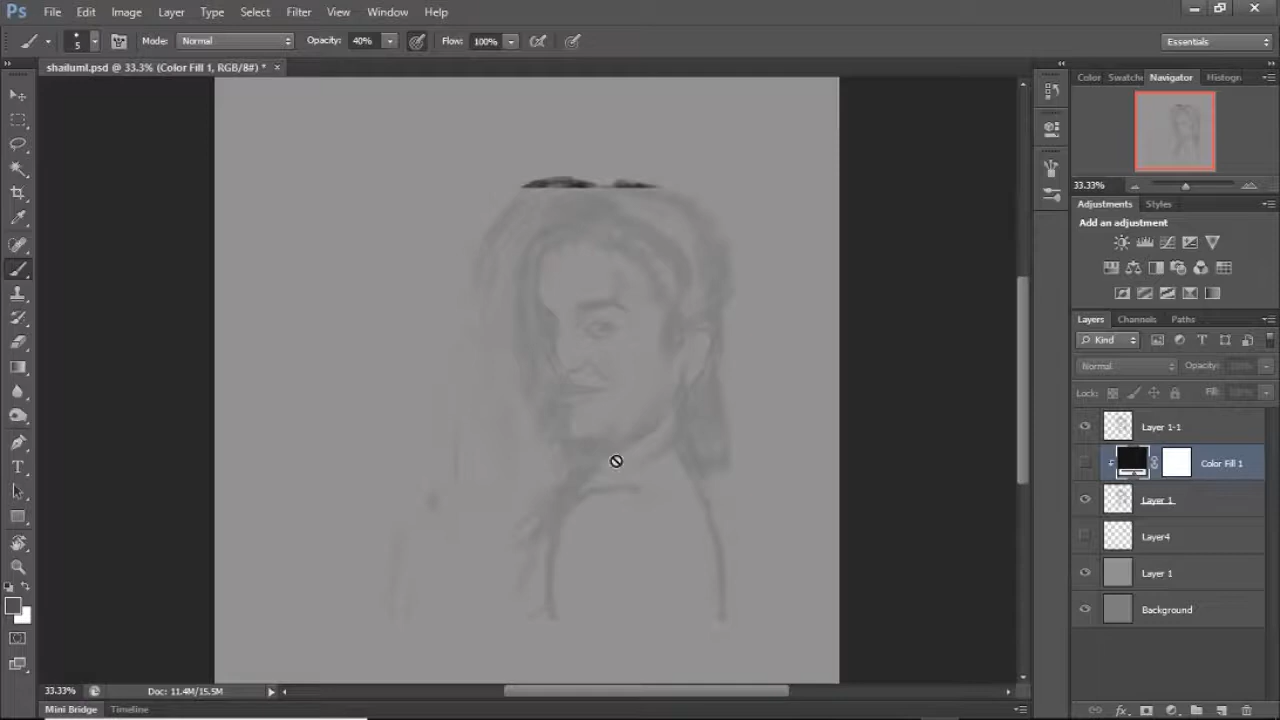 Ps File Edit Image Layer Type Select Filter View Window Help
5 Mode: Normal Opacity: 40% Flow: 100% Essentials
shailuml.psd @ 33.3% (Color Fill 1, RGB/8#) * ×
Color Swatche Navigator Histogr
33.33%
Adjustments Styles
Add an adjustment
Layers Channels Paths
Kind
Normal Opacity:
Lock: Fill:
Layer 1-1
Color Fill 1
Layer 1
Layer4
Layer 1
Background
33.33% Doc: 11.4M/15.5M
Mini Bridge Timeline